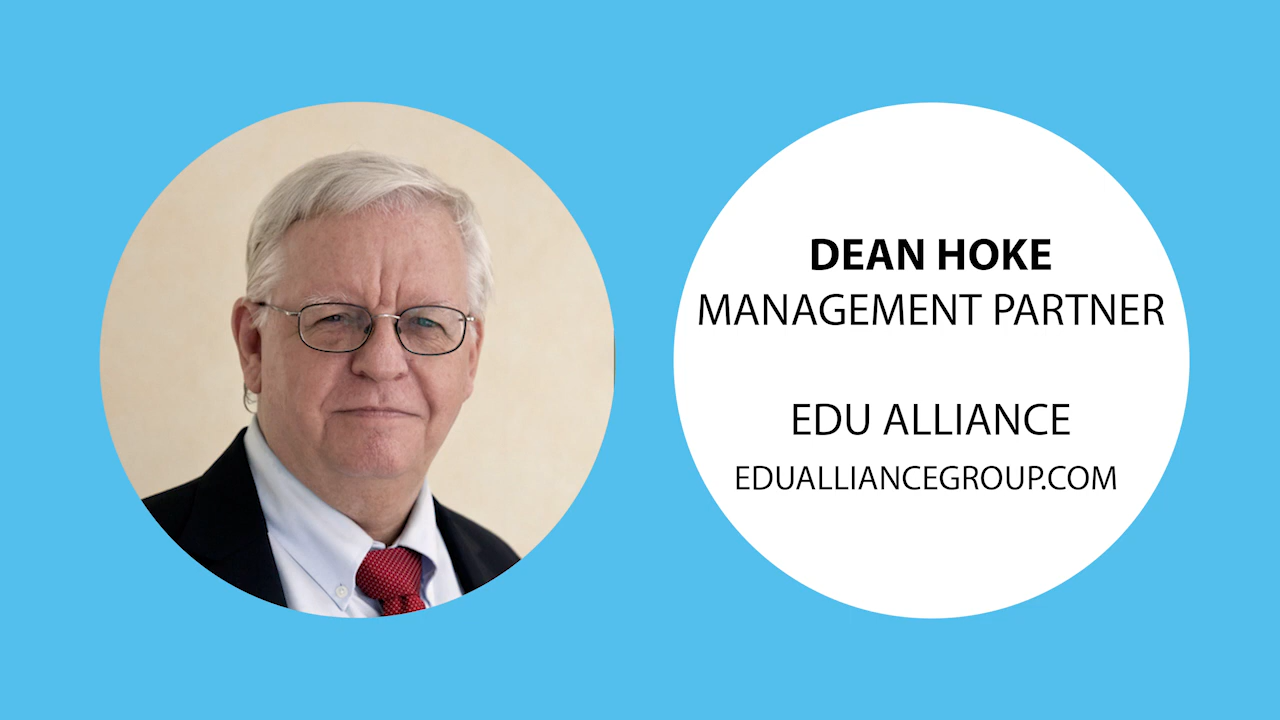 DEAN HOKE
MANAGEMENT PARTNER
EDU ALLIANCE
EDUALLIANCEGROUP.COM